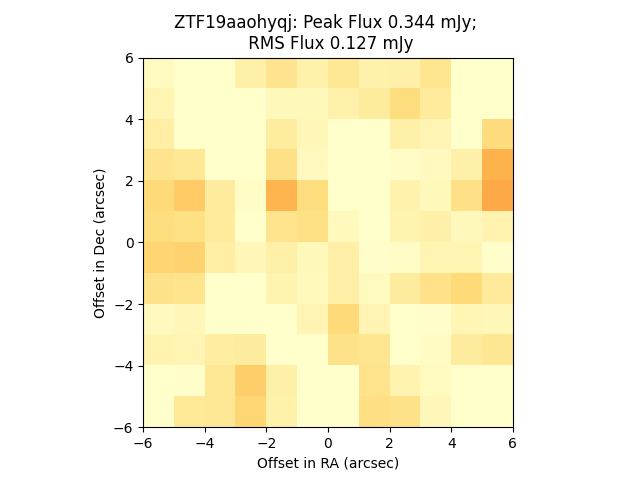 ZTF19aaohyqj: Peak Flux 0.344 mJy;
RMS Flux 0.127 mJy
6
4
2
0
−2
−4
−6
Offset in Dec (arcsec)
−6 −4 −2 0 2 4 6
Offset in RA (arcsec)